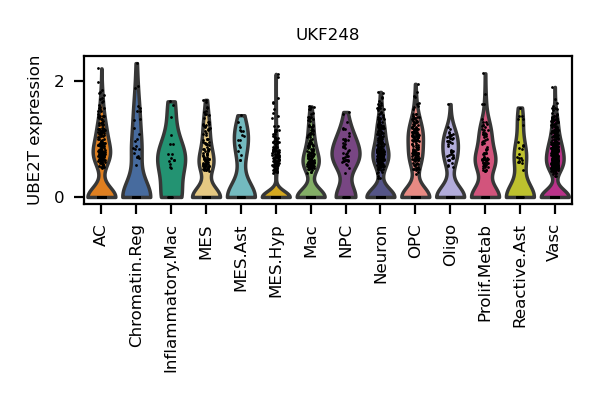 UKF248
UBE2T expression
2
0
AC
Chromatin.Reg
Inflammatory.Mac
MES
MES.Ast
MES.Hyp
Mac
NPC
Neuron
OPC
Oligo
Prolif.Metab
Reactive.Ast
Vasc